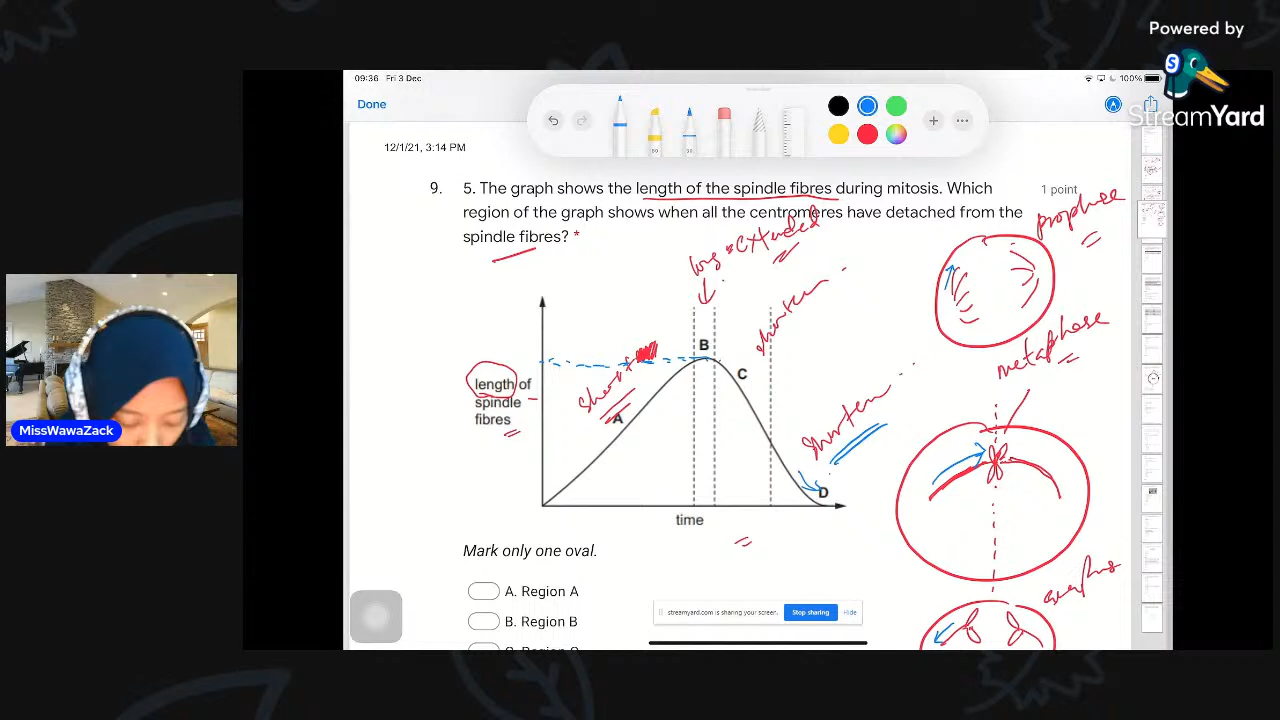 Powered by
StreamYard
09:36 Fri 3 Dec
100%
Done
50
50
12/1/21, 3:14 PM
9. 5. The graph shows the length of the spindle fibres during mitosis. Which
1 point
region of the graph shows when all the centromeres have detached from the
spindle fibres? *
prophase
extended
shorten
metaphase
B
C
length of
spindle
fibres
A
shorten
D
time
Mark only one oval.
A. Region A
B. Region B
streamyard.com is sharing your screen.
Stop sharing
Hide
MissWawaZack